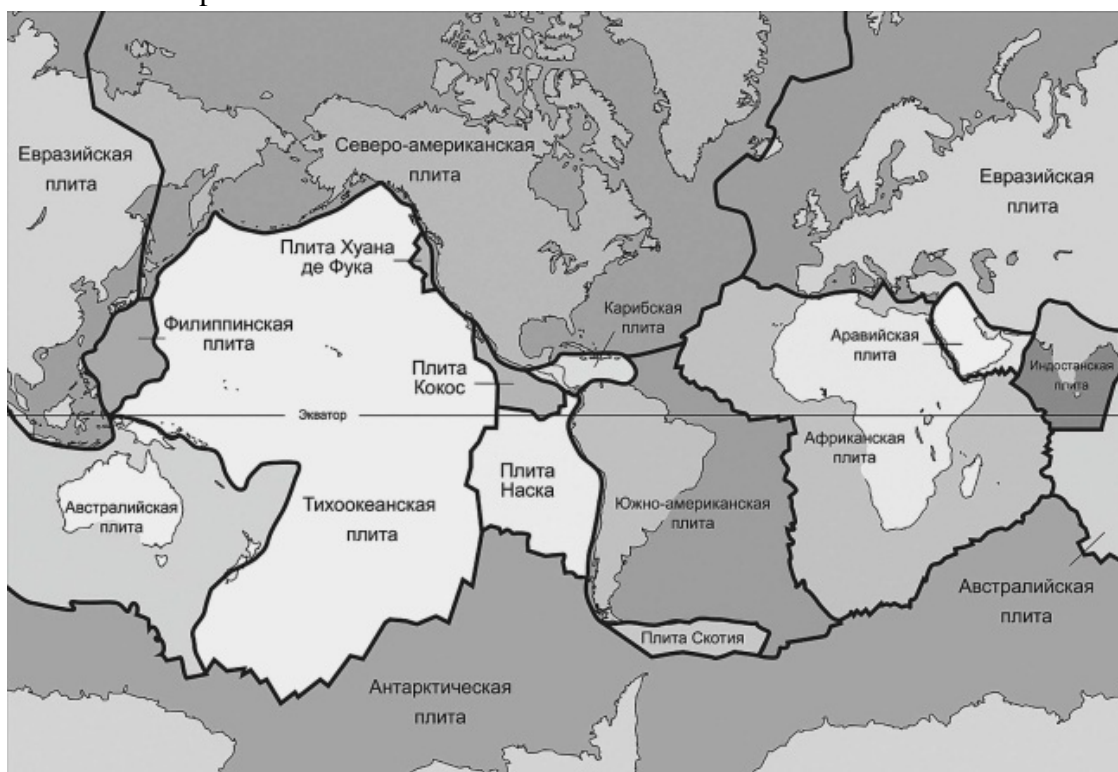 Евразийская
плита
Северо-американская
плита
Евразийская
плита
Плита Хуана
де Фука
Филиппинская
плита
Карибская
плита
Аравийская
плита
Плита
Кокос
Индостанская
плита
Экватор
Африканская
плита
Плита
Наска
Австралийская
плита
Тихоокеанская
плита
Южно-американская
плита
Австралийская
плита
Плита Скотия
Антарктическая
плита